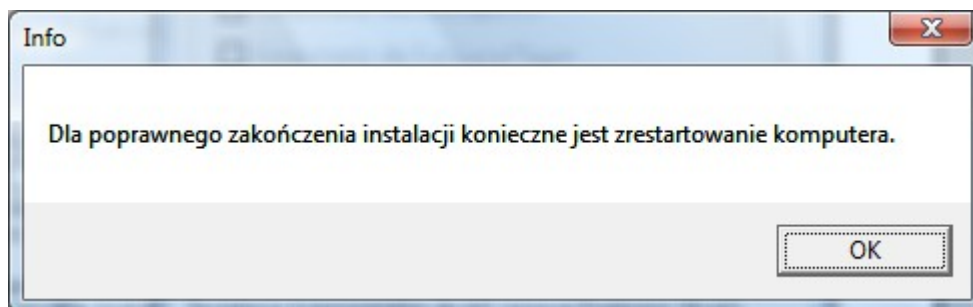 Info
Dla poprawnego zakończenia instalacji konieczne jest zrestartowanie komputera.
OK